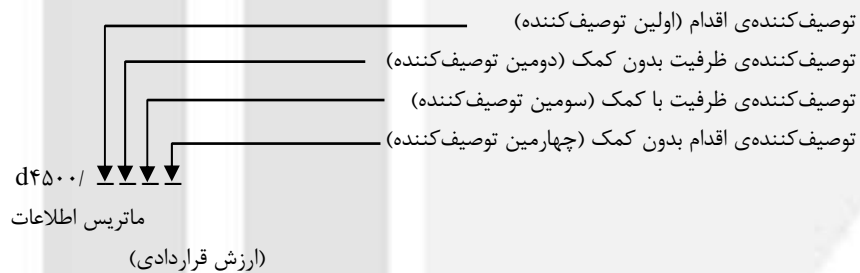 توصیف‌کننده‌ی اقدام (اولین توصیف‌کننده)
توصیف‌کننده‌ی ظرفیت بدون کمک (دومین توصیف‌کننده)
توصیف‌کننده‌ی ظرفیت با کمک (سومین توصیف‌کننده)
توصیف‌کننده‌ی اقدام بدون کمک (چهارمین توصیف‌کننده)
d۴۵۰۰/ _ _ _ _
ماتریس اطلاعات
(ارزش قراردادی)